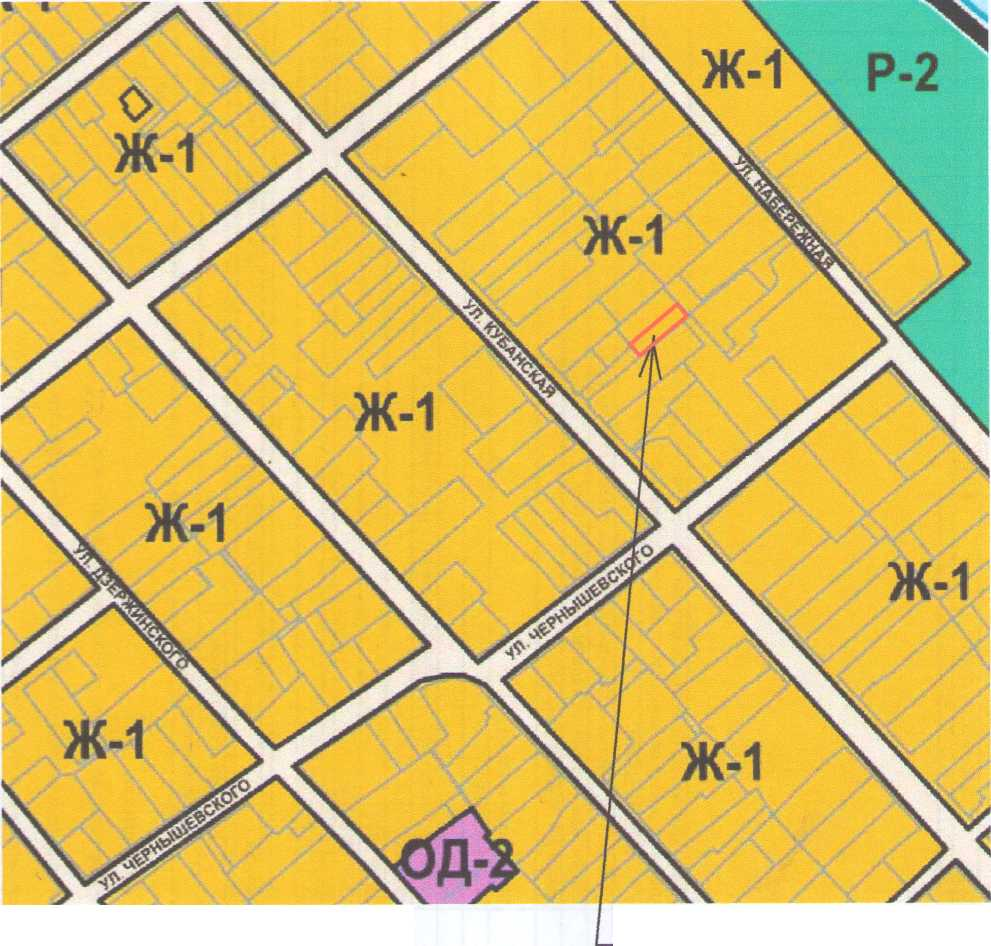 Ж-1
Р-2
Ж-1
УЛ. НАБЕРЕЖНАЯ
Ж-1
УЛ. КУБАНСКАЯ
Ж-1
Ж-1
УЛ. ДЗЕРЖИНСКОГО
УЛ. ЧЕРНЫШЕВСКОГО
Ж-1
Ж-1
Ж-1
УЛ. ЧЕРНЫШЕВСКОГО
ОД-2